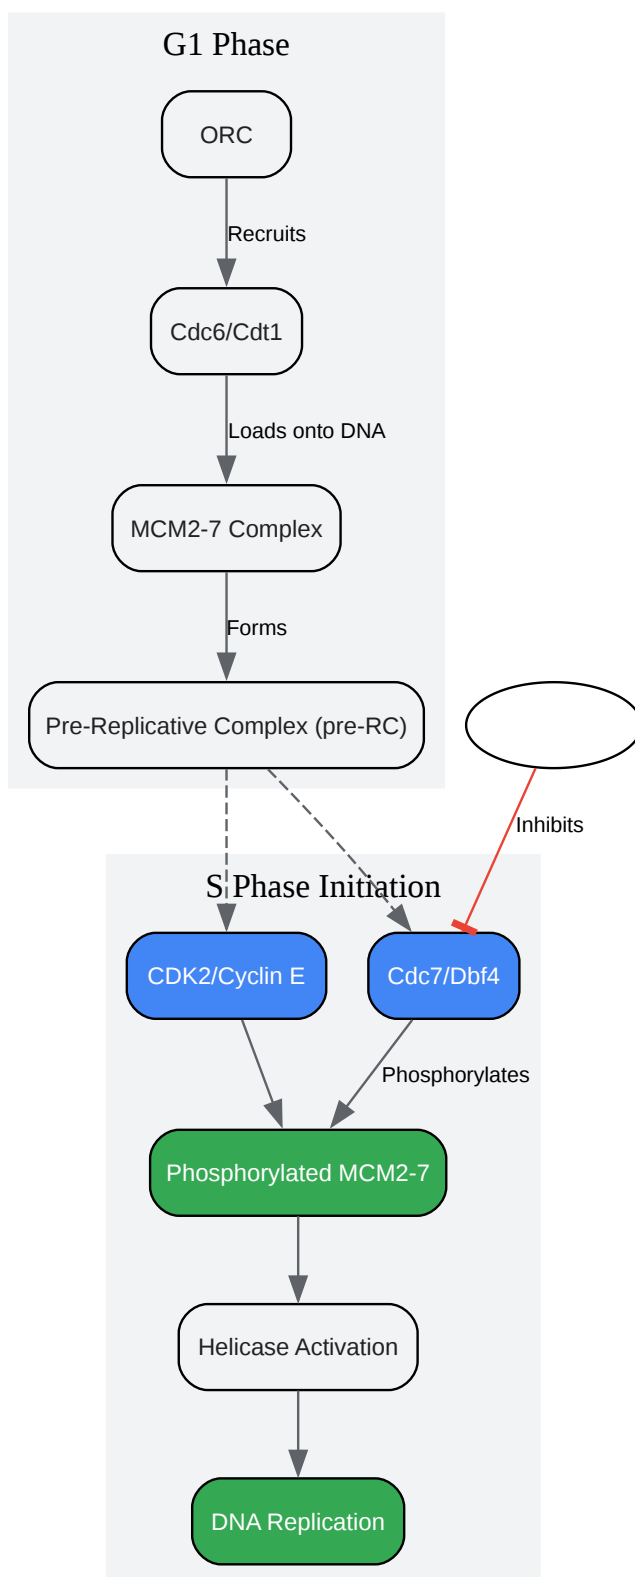 G1 Phase
ORC
Recruits
Cdc6/Cdt1
Loads onto DNA
MCM2-7 Complex
Forms
Pre-Replicative Complex (pre-RC)
Inhibits
S Phase Initiation
CDK2/Cyclin E
Cdc7/Dbf4
Phosphorylates
Phosphorylated MCM2-7
Helicase Activation
DNA Replication